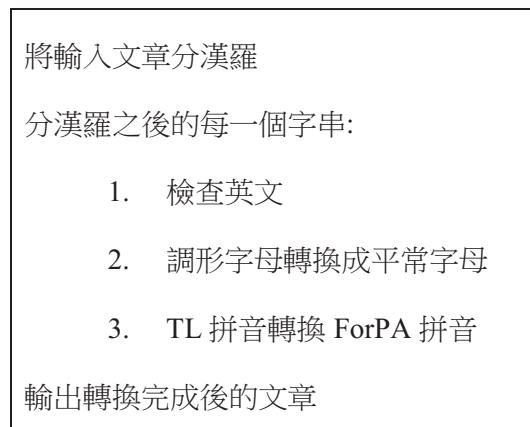 將輸入文章分漢羅
分漢羅之後的每一個字串:
1. 檢查英文
2. 調形字母轉換成平常字母
3. TL 拼音轉換 ForPA 拼音
輸出轉換完成後的文章